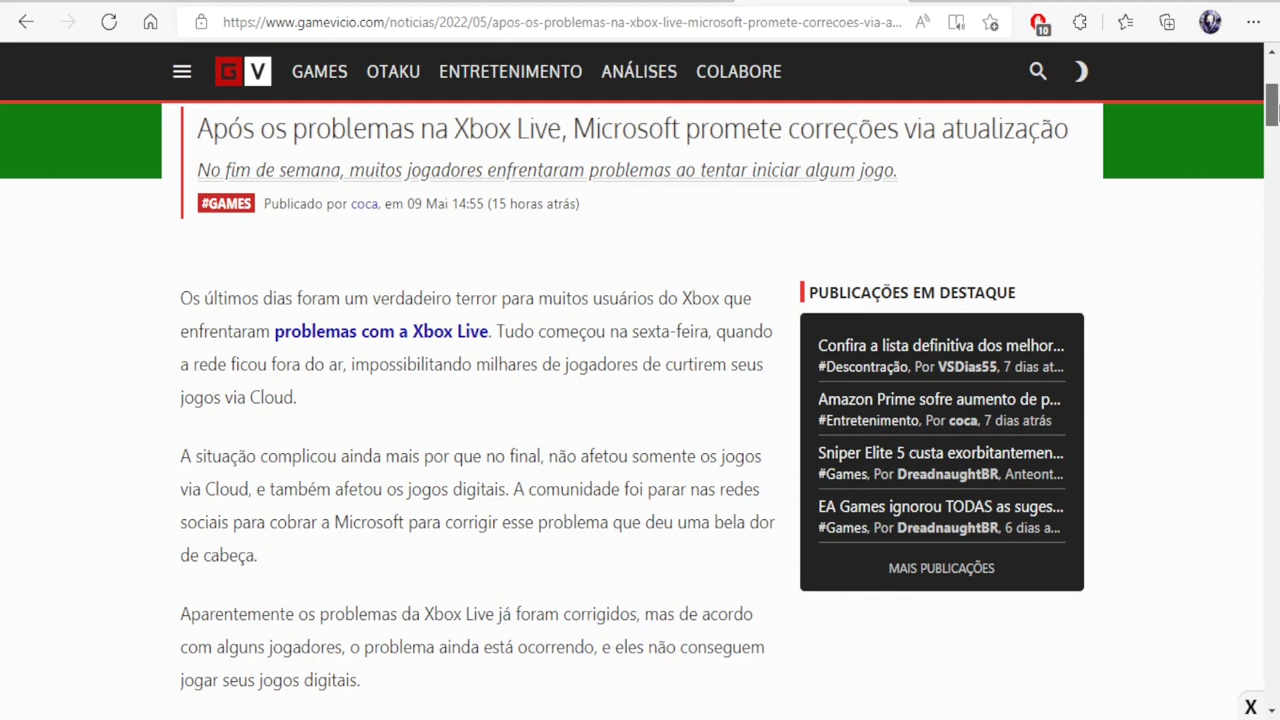 https://www.gamevicio.com/noticias/2022/05/apos-os-problemas-na-xbox-live-microsoft-promete-correcoes-via-a...
10
G V GAMES OTAKU ENTRETENIMENTO ANÁLISES COLABORE
Após os problemas na Xbox Live, Microsoft promete correções via atualização
No fim de semana, muitos jogadores enfrentaram problemas ao tentar iniciar algum jogo.
#GAMES Publicado por coca, em 09 Mai 14:55 (15 horas atrás)
Os últimos dias foram um verdadeiro terror para muitos usuários do Xbox que
enfrentaram problemas com a Xbox Live. Tudo começou na sexta-feira, quando
a rede ficou fora do ar, impossibilitando milhares de jogadores de curtirem seus
jogos via Cloud.
A situação complicou ainda mais por que no final, não afetou somente os jogos
via Cloud, e também afetou os jogos digitais. A comunidade foi parar nas redes
sociais para cobrar a Microsoft para corrigir esse problema que deu uma bela dor
de cabeça.
Aparentemente os problemas da Xbox Live já foram corrigidos, mas de acordo
com alguns jogadores, o problema ainda está ocorrendo, e eles não conseguem
jogar seus jogos digitais.
PUBLICAÇÕES EM DESTAQUE
Confira a lista definitiva dos melhor...
#Descontração, Por VSDias55, 7 dias at...
Amazon Prime sofre aumento de p...
#Entretenimento, Por coca, 7 dias atrás
Sniper Elite 5 custa exorbitantemen...
#Games, Por DreadnaughtBR, Anteont...
EA Games ignorou TODAS as suges...
#Games, Por DreadnaughtBR, 6 dias a...
MAIS PUBLICAÇÕES
X